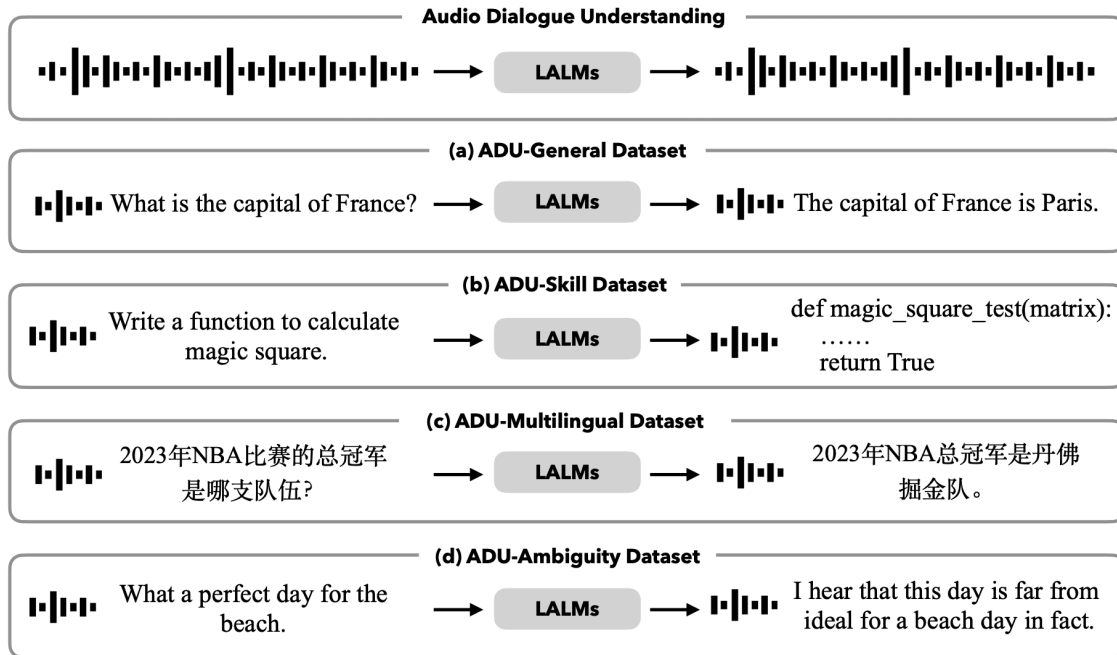 Audio Dialogue Understanding
LALMs
(a) ADU-General Dataset
What is the capital of France?
LALMs
The capital of France is Paris.
(b) ADU-Skill Dataset
Write a function to calculate
magic square.
LALMs
def magic_square_test(matrix):
......
return True
(c) ADU-Multilingual Dataset
2023年NBA比赛的总冠军
是哪支队伍?
LALMs
2023年NBA总冠军是丹佛
掘金队。
(d) ADU-Ambiguity Dataset
What a perfect day for the
beach.
LALMs
I hear that this day is far from
ideal for a beach day in fact.